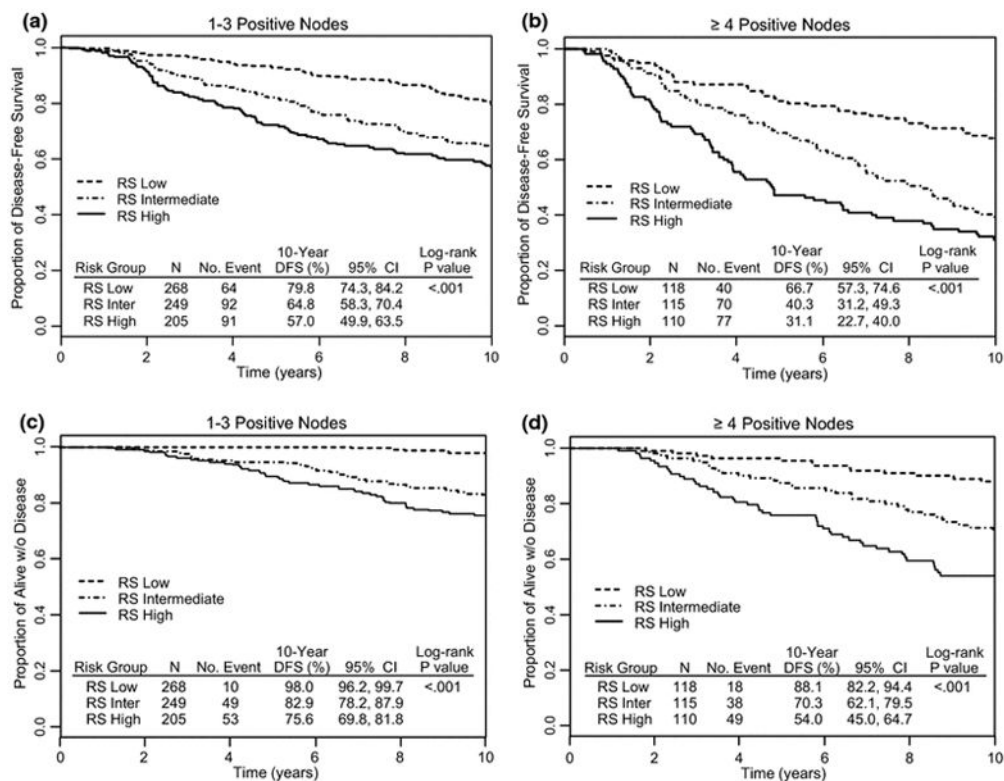 (a)
1-3 Positive Nodes
Proportion of Disease-Free Survival
1.0
0.8
0.6
0.4
0.2
0.0
RS Low
RS Intermediate
RS High
10-Year Log-rank
Risk Group N No. Event DFS (%) 95% CI P value
RS Low 268 64 79.8 74.3, 84.2 <.001
RS Inter 249 92 64.8 58.3, 70.4
RS High 205 91 57.0 49.9, 63.5
0 2 4 6 8 10
Time (years)
(b)
≥ 4 Positive Nodes
Proportion of Disease-Free Survival
1.0
0.8
0.6
0.4
0.2
0.0
RS Low
RS Intermediate
RS High
10-Year Log-rank
Risk Group N No. Event DFS (%) 95% CI P value
RS Low 118 40 66.7 57.3, 74.6 <.001
RS Inter 115 70 40.3 31.2, 49.3
RS High 110 77 31.1 22.7, 40.0
0 2 4 6 8 10
Time (years)
(c)
1-3 Positive Nodes
Proportion of Alive w/o Disease
1.0
0.8
0.6
0.4
0.2
0.0
RS Low
RS Intermediate
RS High
10-Year Log-rank
Risk Group N No. Event DFS (%) 95% CI P value
RS Low 268 10 98.0 96.2, 99.7 <.001
RS Inter 249 49 82.9 78.2, 87.9
RS High 205 53 75.6 69.8, 81.8
0 2 4 6 8 10
Time (years)
(d)
≥ 4 Positive Nodes
Proportion of Alive w/o Disease
1.0
0.8
0.6
0.4
0.2
0.0
RS Low
RS Intermediate
RS High
10-Year Log-rank
Risk Group N No. Event DFS (%) 95% CI P value
RS Low 118 18 88.1 82.2, 94.4 <.001
RS Inter 115 38 70.3 62.1, 79.5
RS High 110 49 54.0 45.0, 64.7
0 2 4 6 8 10
Time (years)